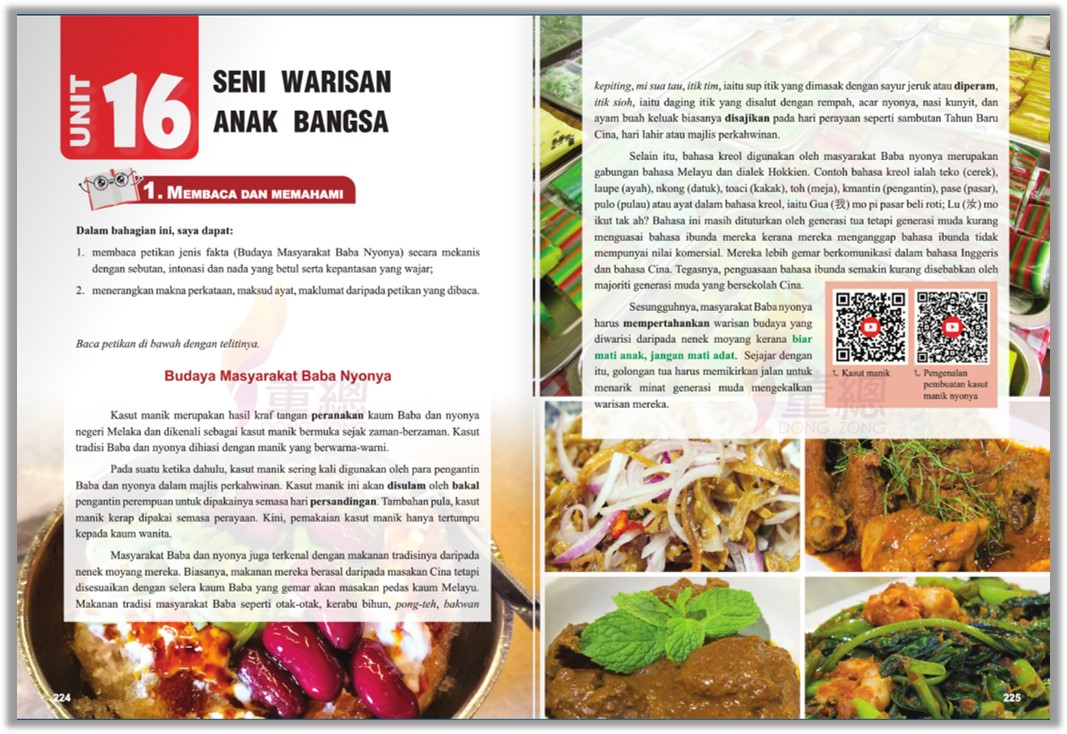 UNIT 16
SENI WARISAN
ANAK BANGSA
1. MEMBACA DAN MEMAHAMI
Dalam bahagian ini, saya dapat:
1. membaca petikan jenis fakta (Budaya Masyarakat Baba Nyonya) secara mekanis
dengan sebutan, intonasi dan nada yang betul serta kepantasan yang wajar;
2. menerangkan makna perkataan, maksud ayat, maklumat daripada petikan yang dibaca.
Baca petikan di bawah dengan telitinya.
Budaya Masyarakat Baba Nyonya
Kasut manik merupakan hasil kraf tangan peranakan kaum Baba dan nyonya
negeri Melaka dan dikenali sebagai kasut manik bermuka sejak zaman-berzaman. Kasut
tradisi Baba dan nyonya dihiasi dengan manik yang berwarna-warni.
Pada suatu ketika dahulu, kasut manik sering kali digunakan oleh para pengantin
Baba dan nyonya dalam majlis perkahwinan. Kasut manik ini akan disulam oleh bakal
pengantin perempuan untuk dipakainya semasa hari persandingan. Tambahan pula, kasut
manik kerap dipakai semasa perayaan. Kini, pemakaian kasut manik hanya tertumpu
kepada kaum wanita.
Masyarakat Baba dan nyonya juga terkenal dengan makanan tradisinya daripada
nenek moyang mereka. Biasanya, makanan mereka berasal daripada masakan Cina tetapi
disesuaikan dengan selera kaum Baba yang gemar akan masakan pedas kaum Melayu.
Makanan tradisi masyarakat Baba seperti otak-otak, kerabu bihun, pong-teh, bakwan
224
kepiting, mi sua tau, itik tim, iaitu sup itik yang dimasak dengan sayur jeruk atau diperam,
itik sioh, iaitu daging itik yang disalut dengan rempah, acar nyonya, nasi kunyit, dan
ayam buah keluak biasanya disajikan pada hari perayaan seperti sambutan Tahun Baru
Cina, hari lahir atau majlis perkahwinan.
Selain itu, bahasa kreol digunakan oleh masyarakat Baba nyonya merupakan
gabungan bahasa Melayu dan dialek Hokkien. Contoh bahasa kreol ialah teko (cerek),
laupe (ayah), nkong (datuk), toaci (kakak), toh (meja), kmantin (pengantin), pase (pasar),
pulo (pulau) atau ayat dalam bahasa kreol, iaitu Gua (我) mo pi pasar beli roti; Lu (汝) mo
ikut tak ah? Bahasa ini masih dituturkan oleh generasi tua tetapi generasi muda kurang
menguasai bahasa ibunda mereka kerana mereka menganggap bahasa ibunda tidak
mempunyai nilai komersial. Mereka lebih gemar berkomunikasi dalam bahasa Inggeris
dan bahasa Cina. Tegasnya, penguasaan bahasa ibunda semakin kurang disebabkan oleh
majoriti generasi muda yang bersekolah Cina.
Sesungguhnya, masyarakat Baba nyonya
harus mempertahankan warisan budaya yang
diwarisi daripada nenek moyang kerana biar
mati anak, jangan mati adat. Sejajar dengan
itu, golongan tua harus memikirkan jalan untuk
menarik minat generasi muda mengekalkan
warisan mereka.
Kasut manik
Pengenalan
pembuatan kasut
manik nyonya
董總
DONG ZONG
225